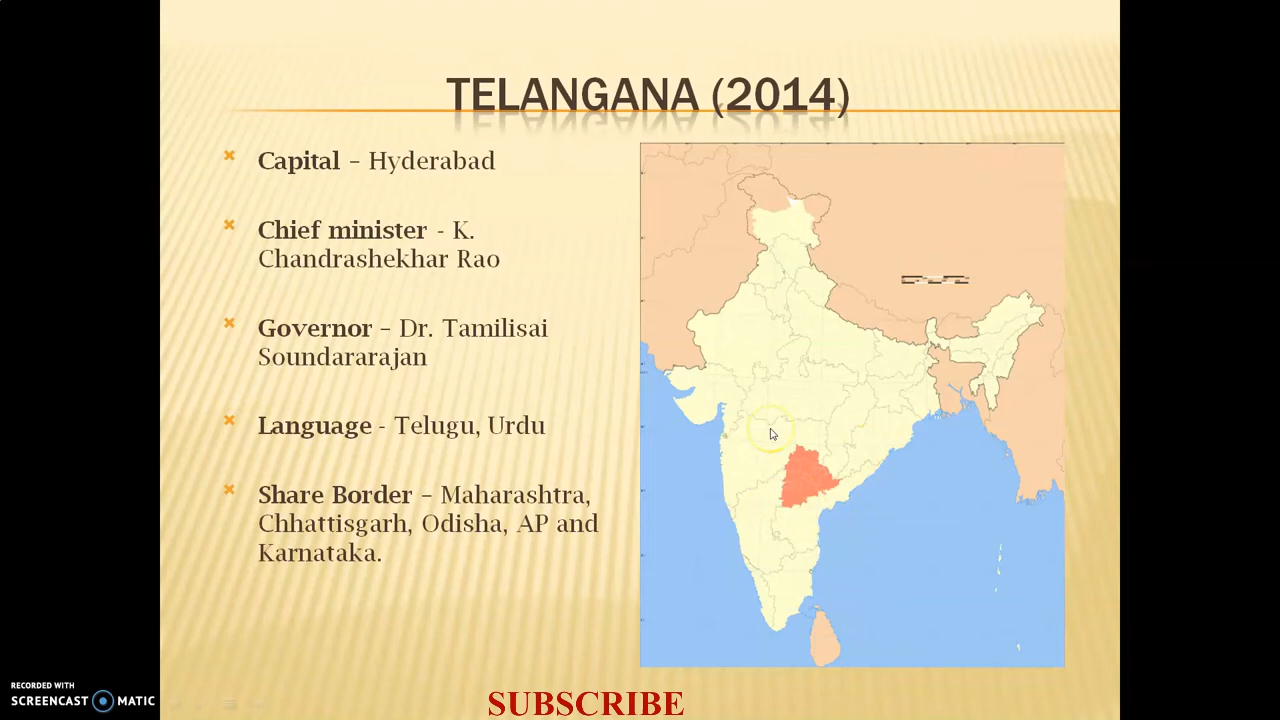 TELANGANA (2014)
Capital – Hyderabad
Chief minister - K.
Chandrashekhar Rao
Governor – Dr. Tamilisai
Soundararajan
Language - Telugu, Urdu
Share Border – Maharashtra,
Chhattisgarh, Odisha, AP and
Karnataka.
RECORDED WITH
SCREENCAST MATIC
SUBSCRIBE